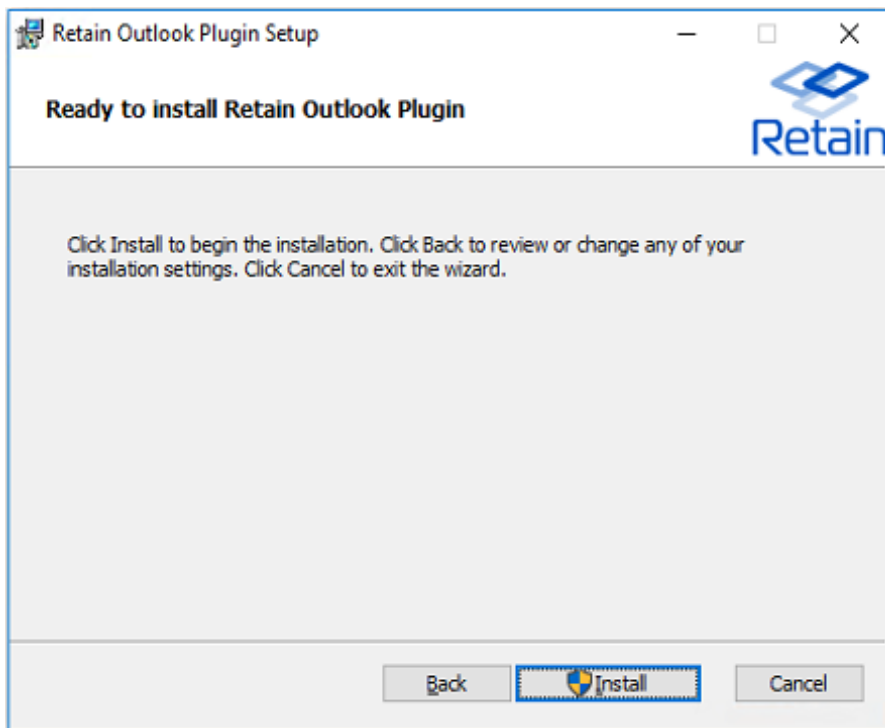 Retain Outlook Plugin Setup
Ready to install Retain Outlook Plugin
Retain
Click Install to begin the installation. Click Back to review or change any of your
installation settings. Click Cancel to exit the wizard.
Back Install Cancel